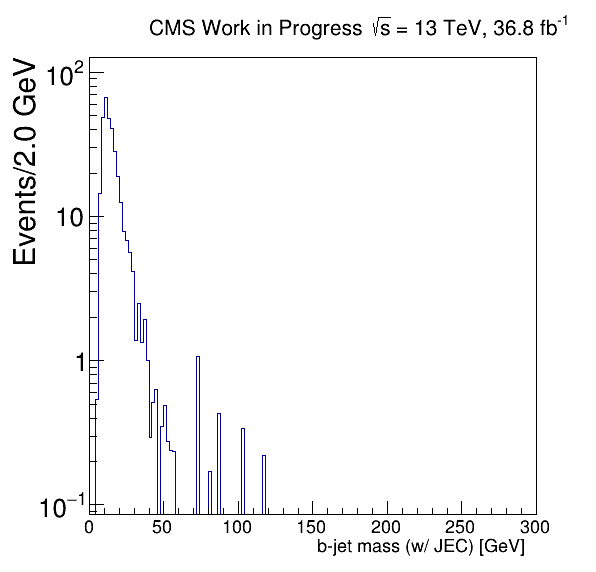 CMS Work in Progress √s = 13 TeV, 36.8 fb⁻¹
Events/2.0 GeV
10²
10
1
10⁻¹
0 50 100 150 200 250 300
b-jet mass (w/ JEC) [GeV]